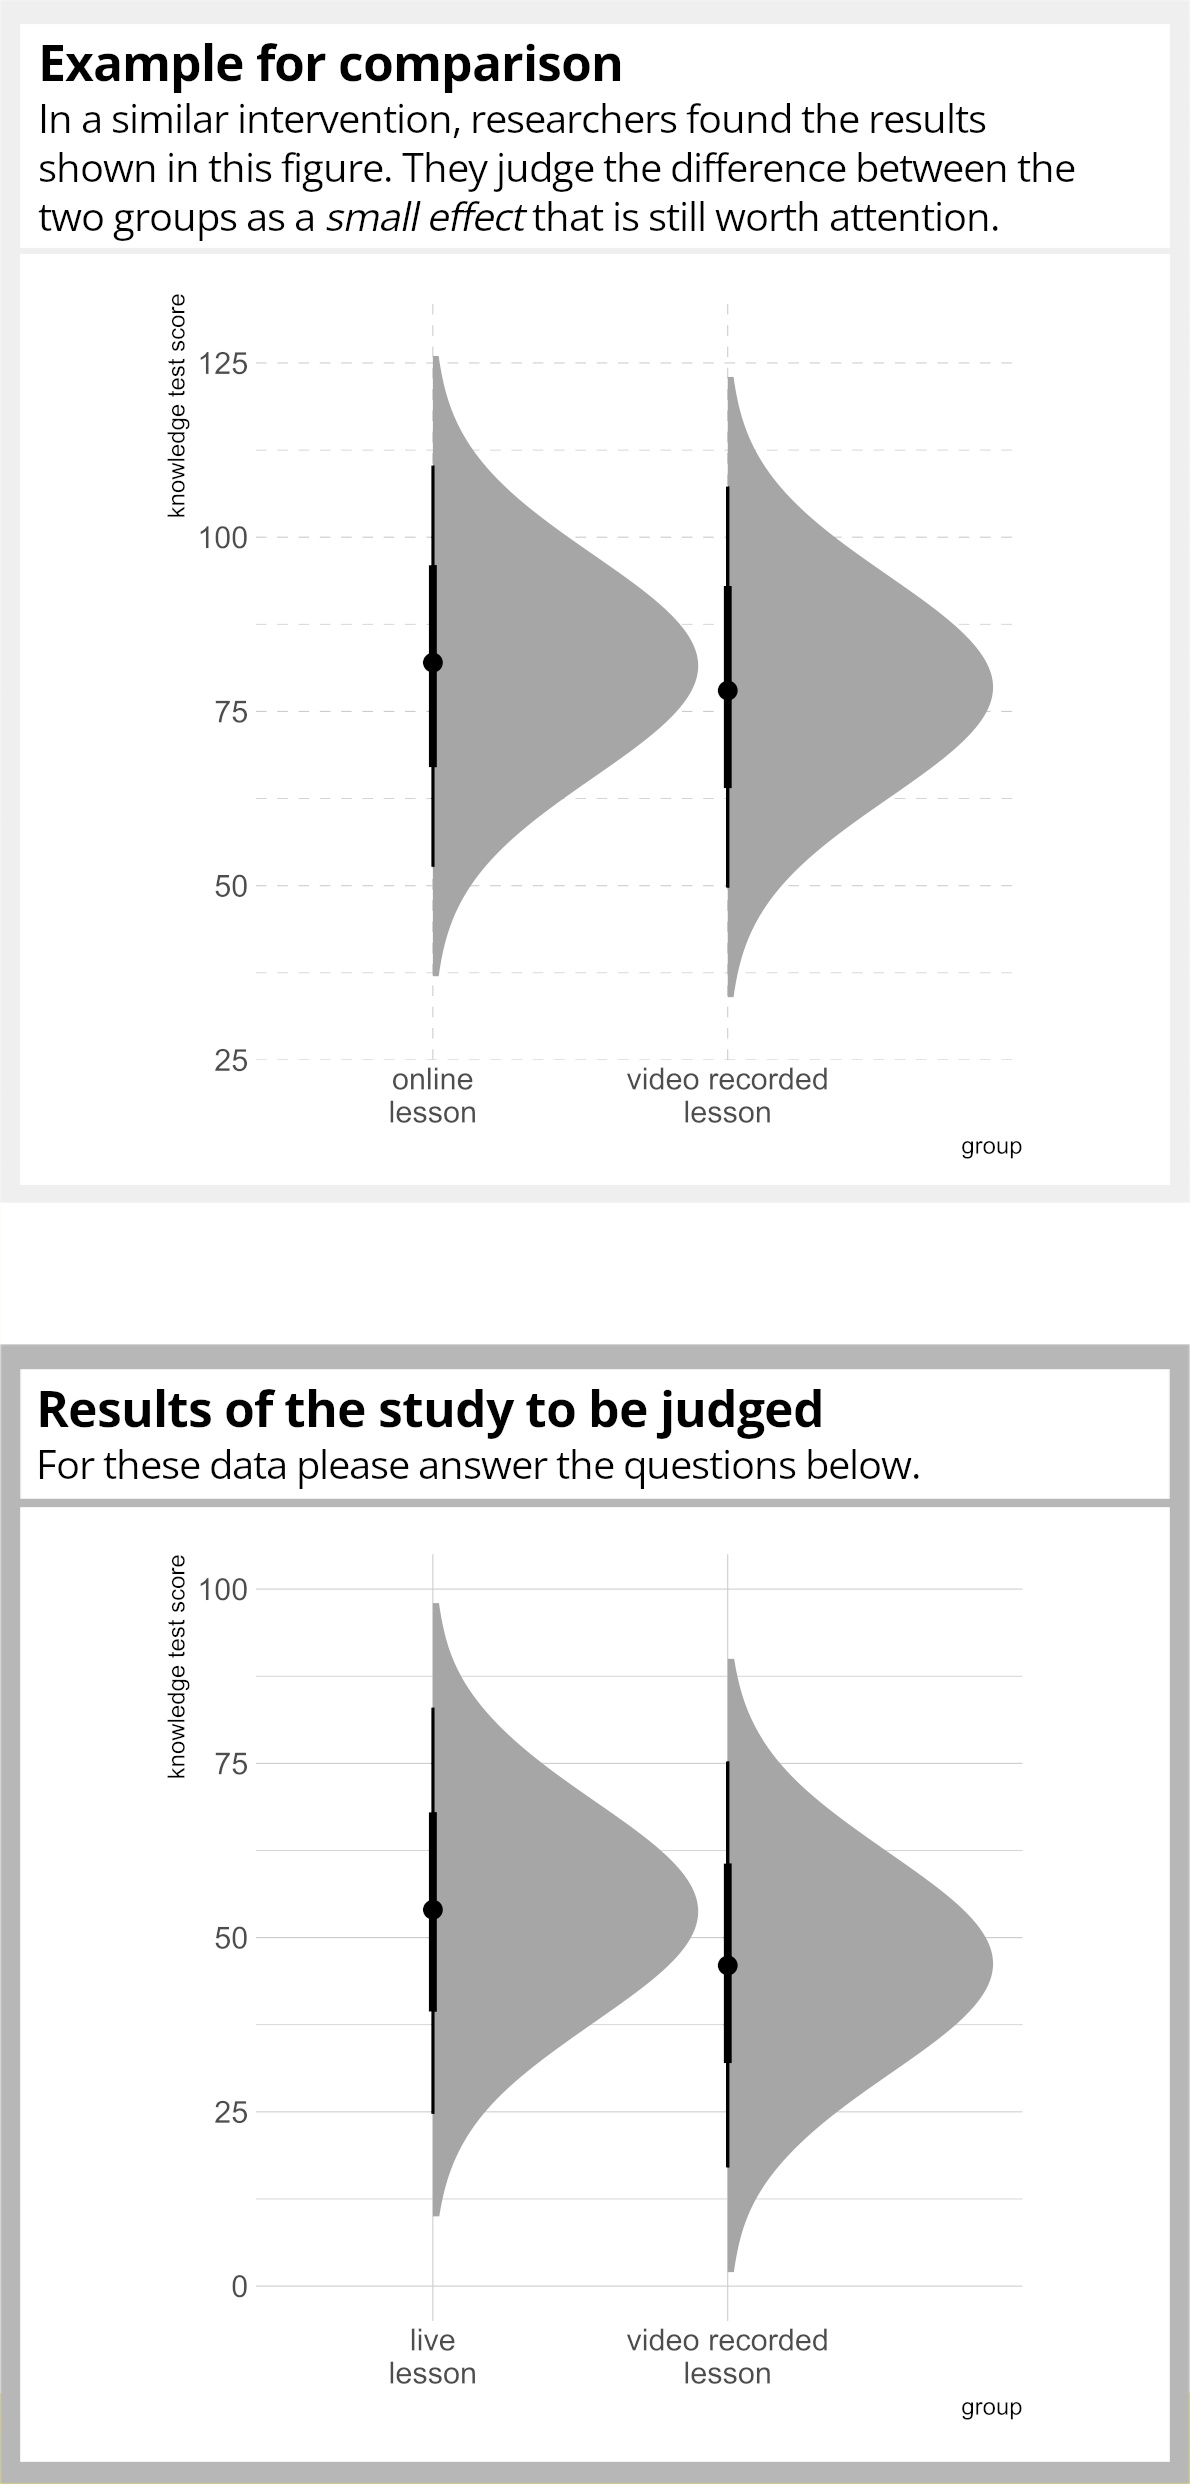 Example for comparison
In a similar intervention, researchers found the results
shown in this figure. They judge the difference between the
two groups as a small effect that is still worth attention.
knowledge test score
125
100
75
50
25
online
lesson
video recorded
lesson
group
Results of the study to be judged
For these data please answer the questions below.
knowledge test score
100
75
50
25
0
live
lesson
video recorded
lesson
group